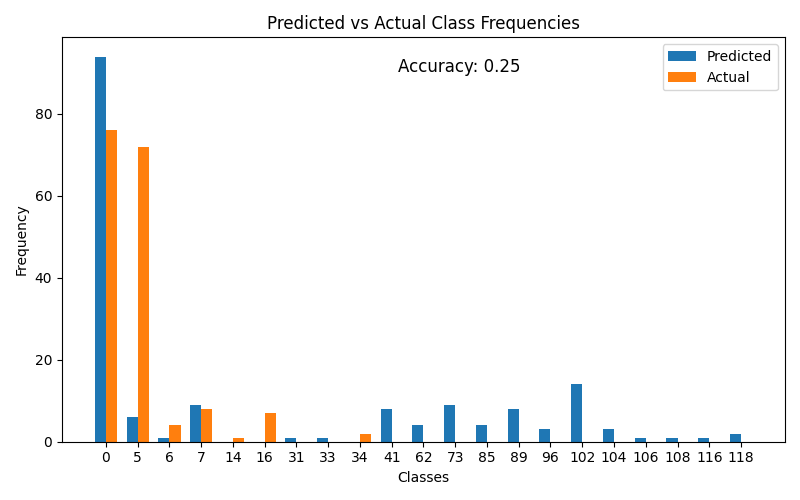 Predicted vs Actual Class Frequencies
Accuracy: 0.25
Predicted
Actual
Frequency
80
60
40
20
0
0 5 6 7 14 16 31 33 34 41 62 73 85 89 96 102 104 106 108 116 118
Classes